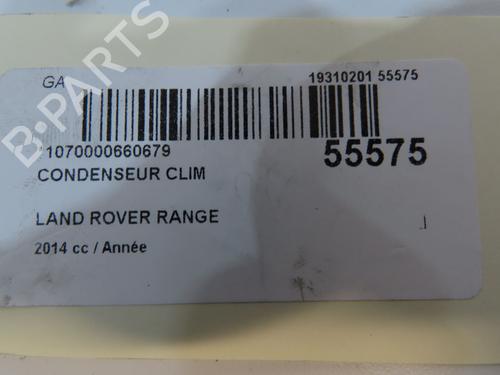 GA
19310201 55575
B-PARTS
*1070000660679
55575
CONDENSEUR CLIM
LAND ROVER RANGE
2014 cc / Année